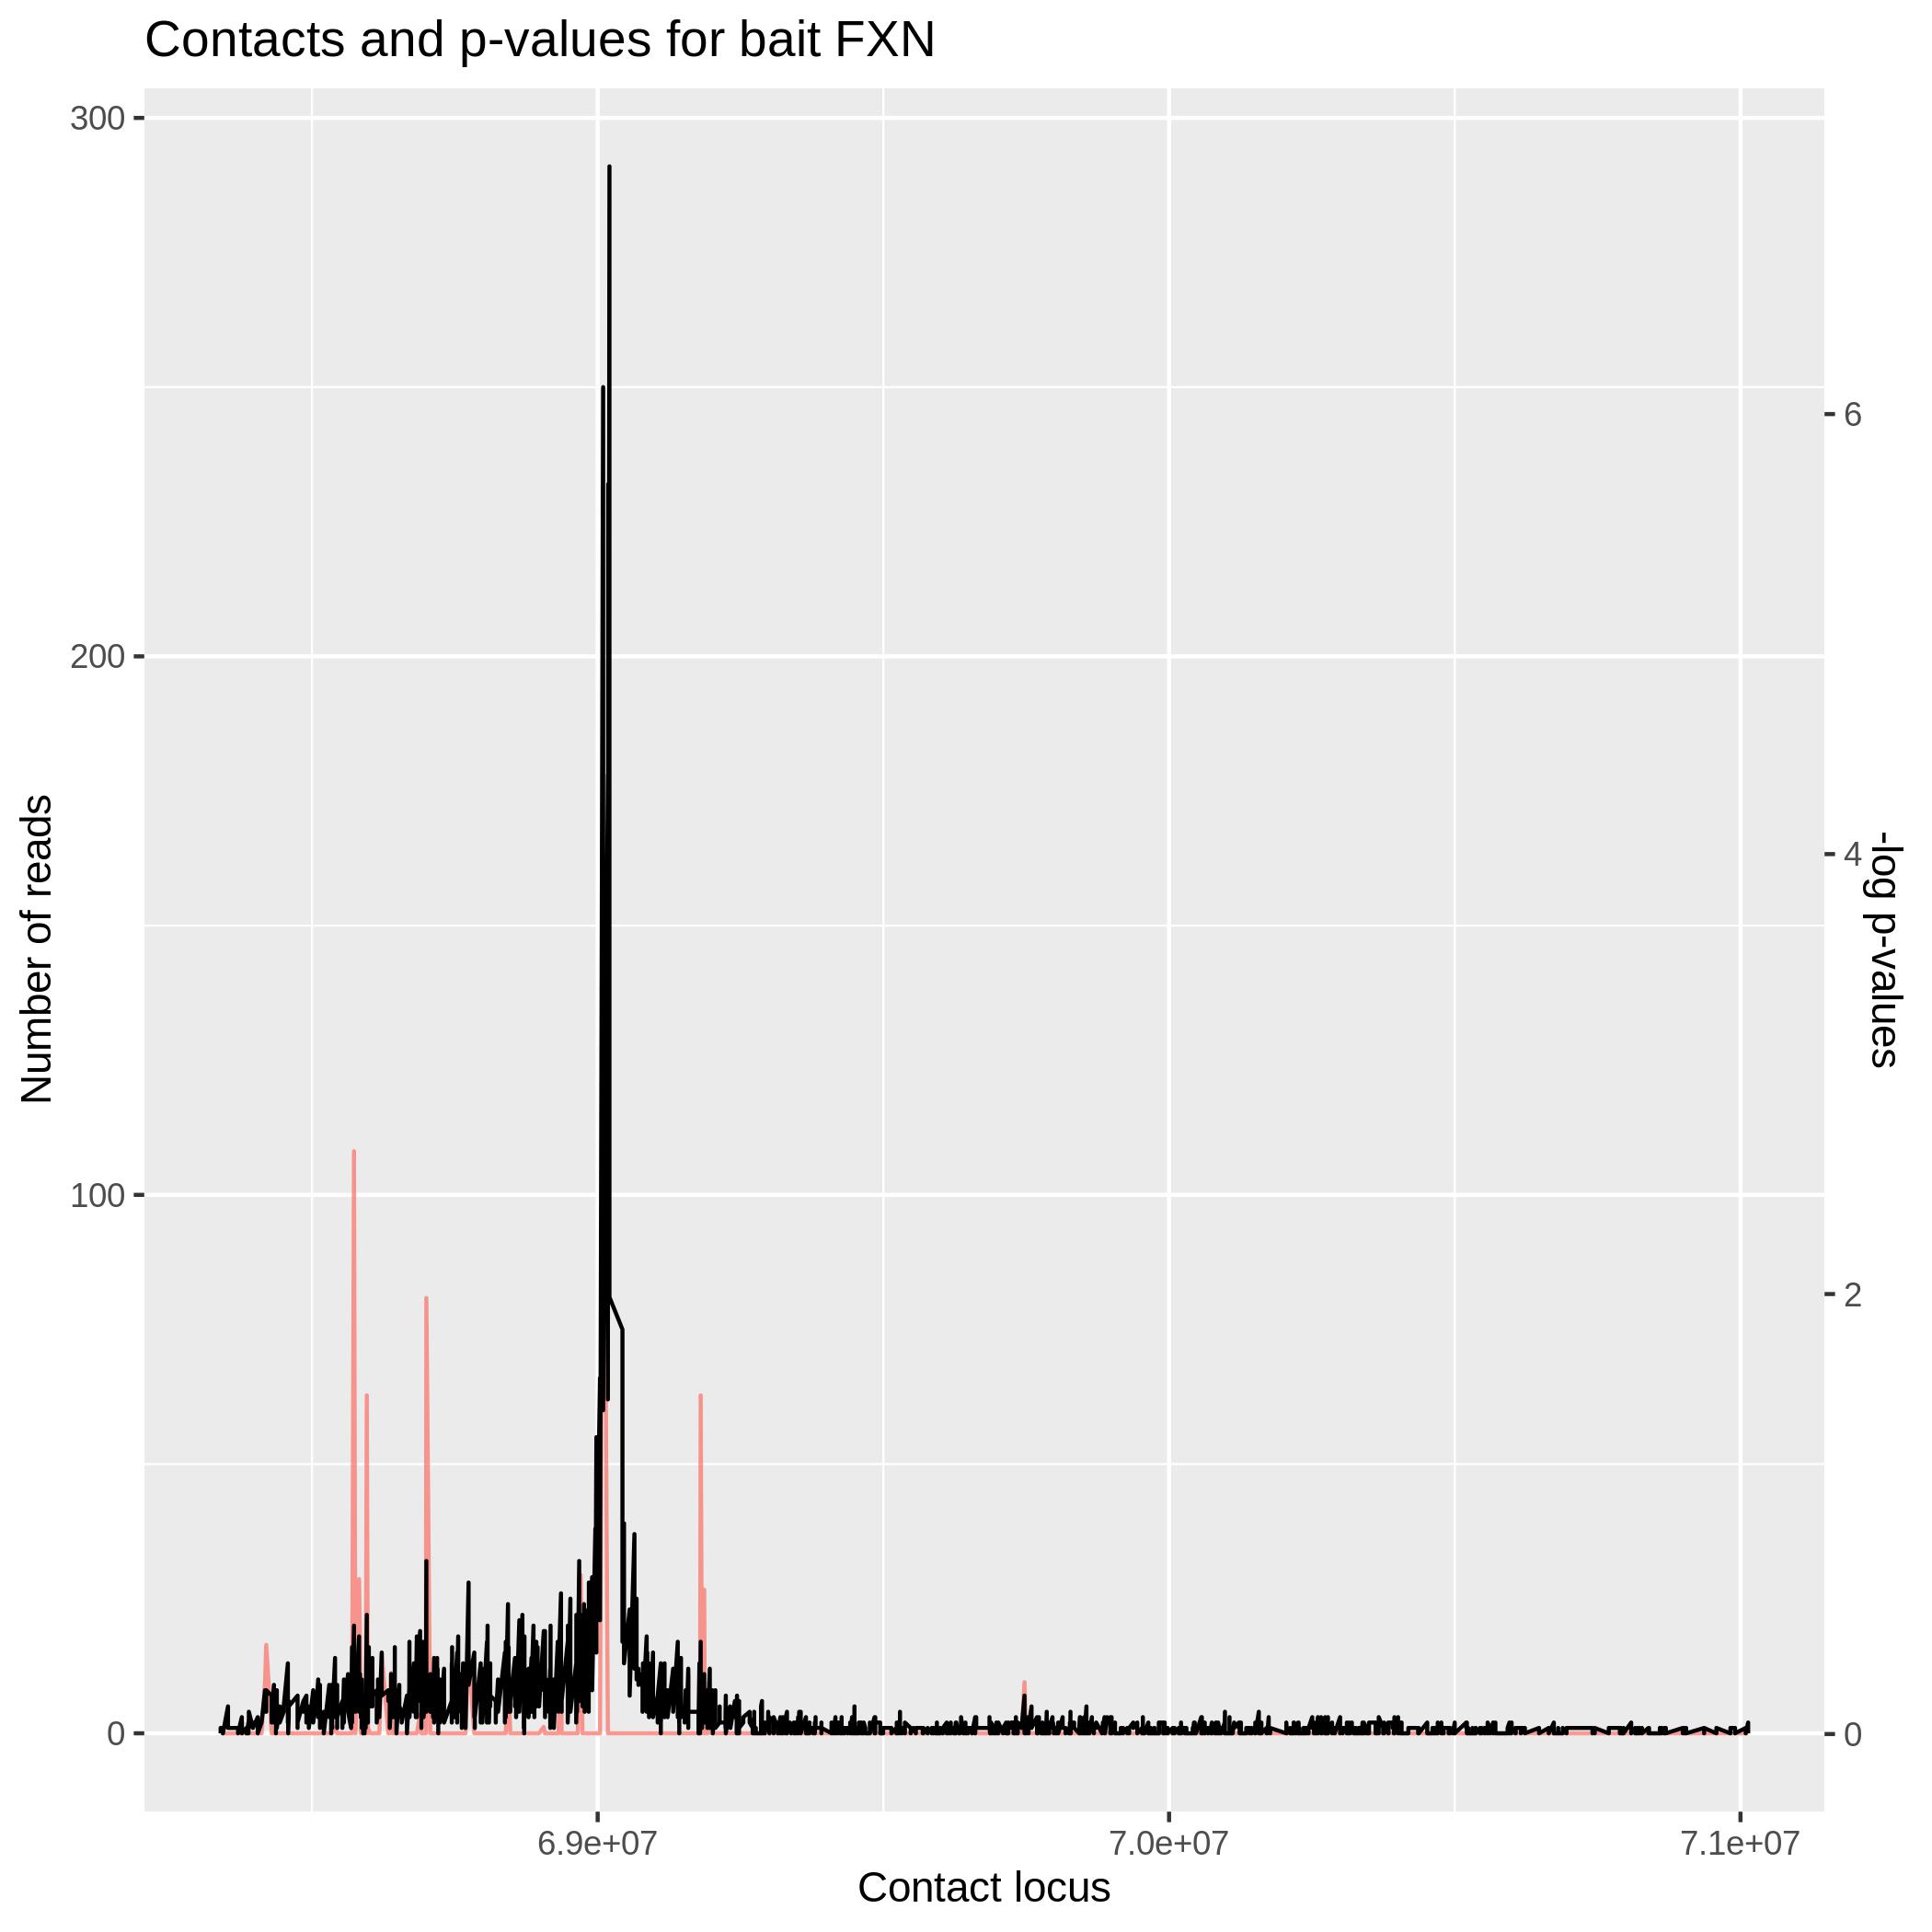 Contacts and p-values for bait FXN
300
200
100
0
Number of reads
6
4
2
0
-log p-values
6.9e+07
7.0e+07
7.1e+07
Contact locus